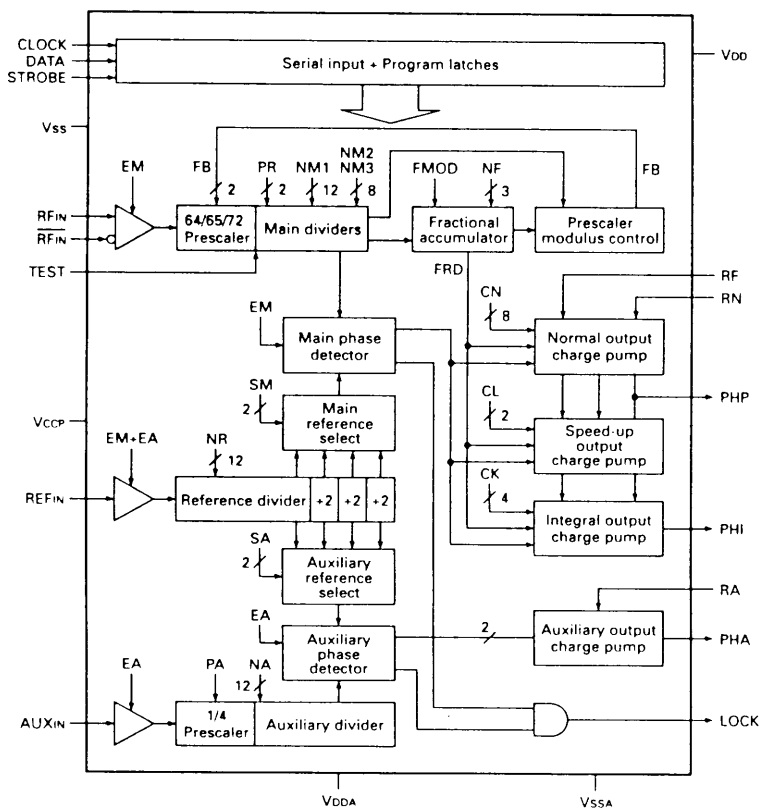 CLOCK
DATA
STROBE
Serial input + Program latches
VDD
VSS
EM
FB
2
PR
2
NM1
12
NM2
NM3
8
FMOD
NF
3
FB
RFIN
RFIN
64/65/72
Prescaler
Main dividers
Fractional
accumulator
Prescaler
modulus control
TEST
FRD
RF
RN
EM
Main phase
detector
CN
8
Normal output
charge pump
SM
2
Main
reference
select
CL
2
Speed-up
output
charge pump
PHP
VCCP
EM+EA
NR
12
REFIN
Reference divider
÷2
÷2
÷2
CK
4
Integral output
charge pump
PHI
SA
2
Auxiliary
reference
select
RA
EA
Auxiliary
phase
detector
2
Auxiliary output
charge pump
PHA
EA
PA
NA
12
AUXIN
1/4
Prescaler
Auxiliary divider
LOCK
VDDA
VSSA